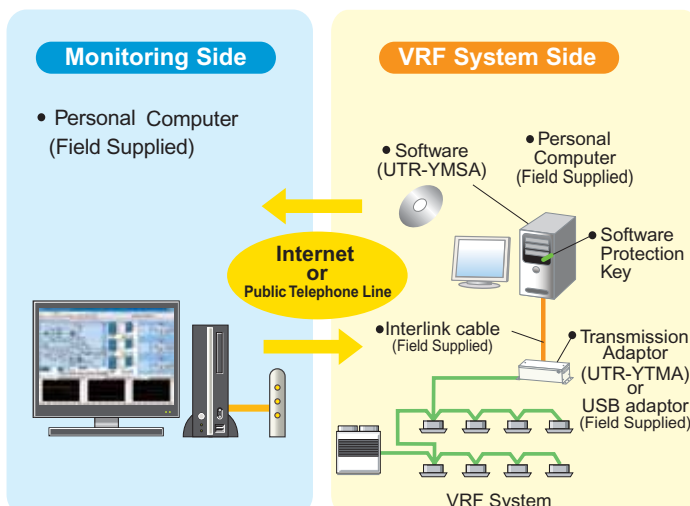 Monitoring Side
• Personal Computer
(Field Supplied)
Internet
or
Public Telephone Line
VRF System Side
• Software
(UTR-YMSA)
• Personal
Computer
(Field Supplied)
• Software
Protection
Key
• Interlink cable
(Field Supplied)
• Transmission
Adaptor
(UTR-YTMA)
or
USB adaptor
(Field Supplied)
VRF System